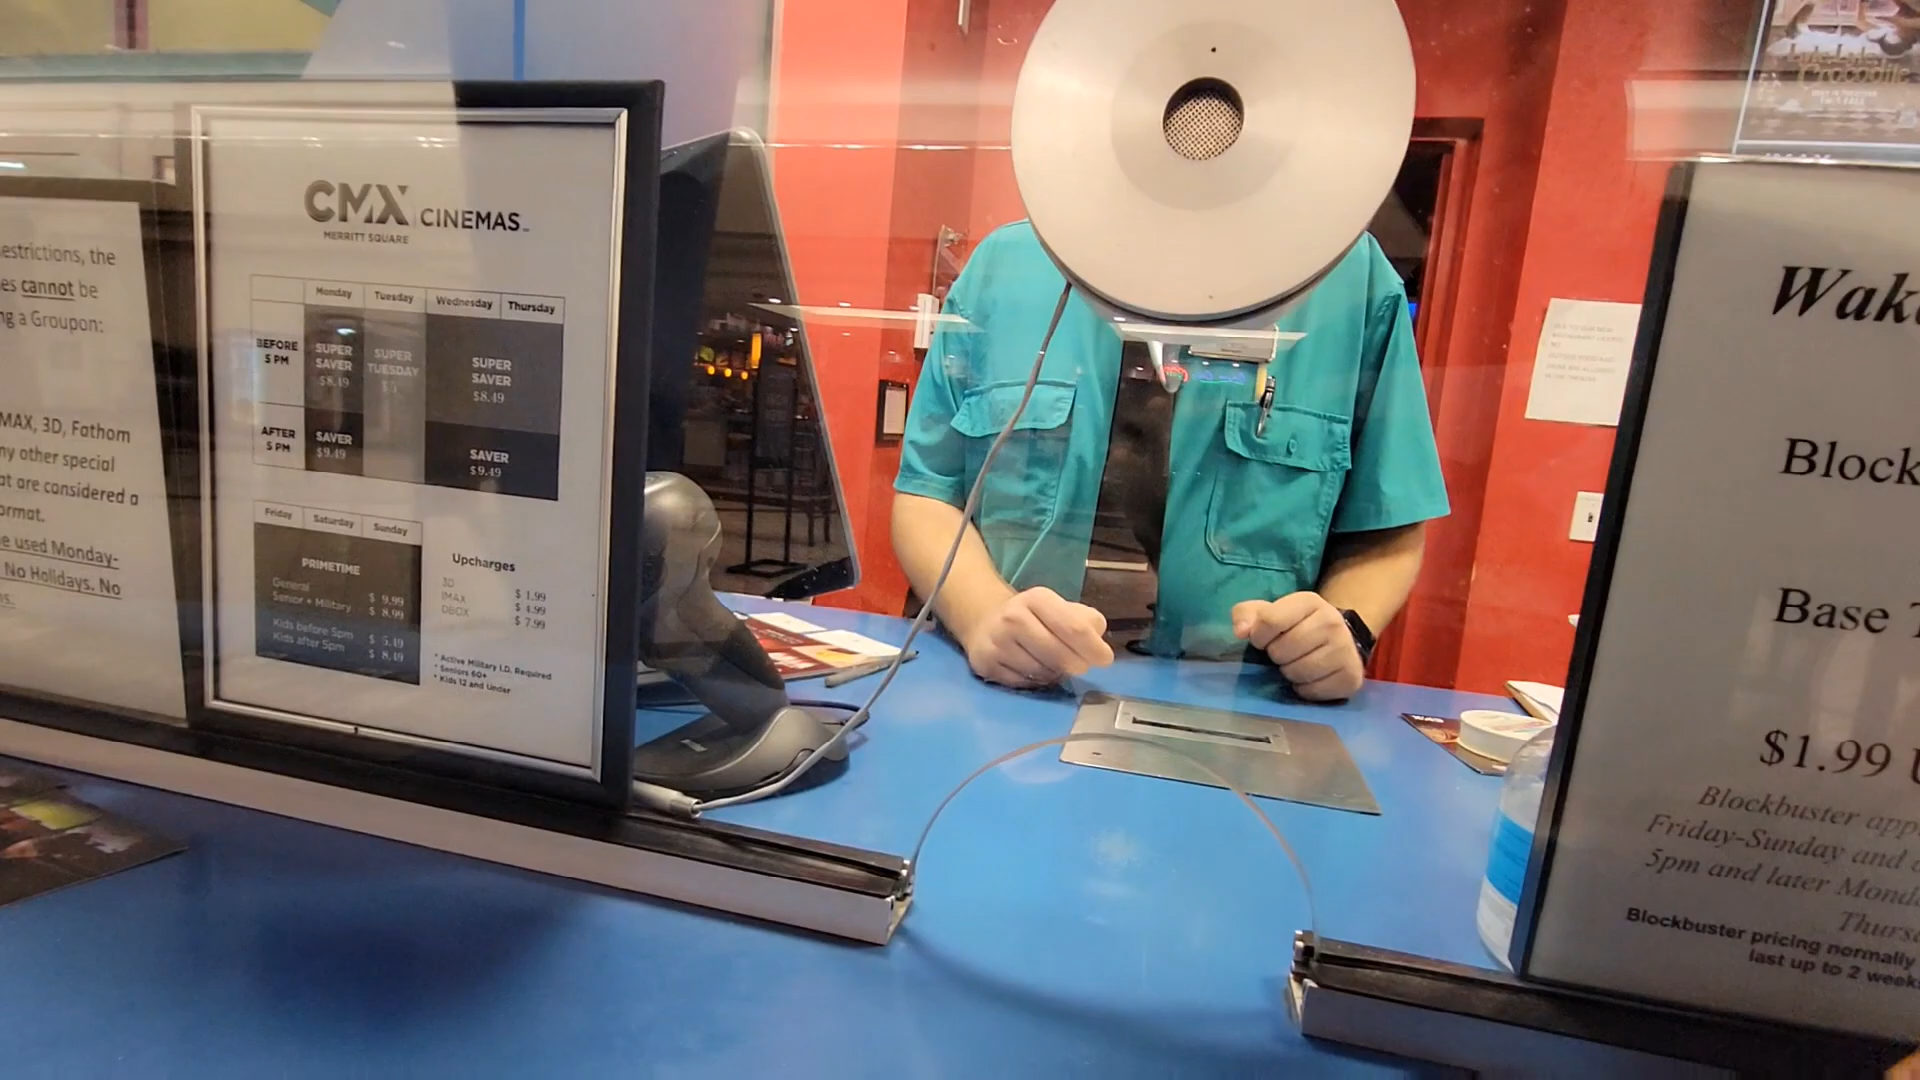 estrictions, the
es cannot be
ng a Groupon:
MAX, 3D, Fathom
ny other special
at are considered a
ormat.
e used Monday-
No Holidays. No
ns.
CMX CINEMAS
MERRITT SQUARE
Monday Tuesday Wednesday Thursday
BEFORE 5 PM
SUPER SAVER $8.49
SUPER TUESDAY
SUPER SAVER $8.49
AFTER 5 PM
SAVER $9.49
SAVER $9.49
Friday Saturday Sunday
PRIMETIME
General $ 9.99
Senior + Military $ 8.99
Kids before 5pm $ 5.49
Kids after 5pm $ 8.49
Upcharges
3D $ 1.99
IMAX $ 4.99
DBOX $ 7.99
* Active Military I.D. Required
* Seniors 60+
* Kids 12 and Under
Crocodile
Wak
Block
Base T
$1.99 U
Blockbuster app
Friday-Sunday and
5pm and later Mond
Thurs
Blockbuster pricing normally
last up to 2 week